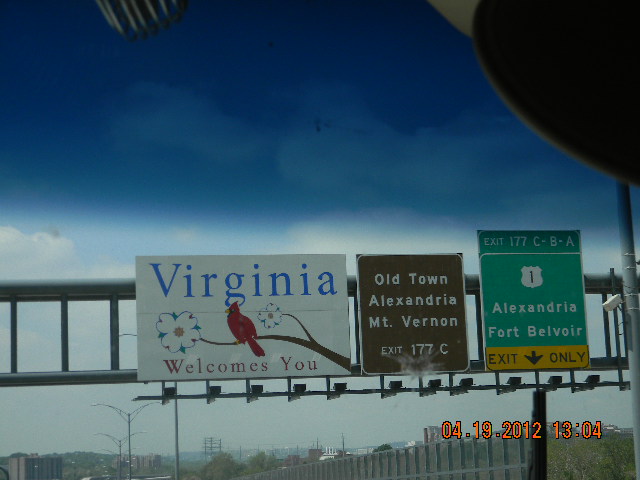 Virginia
Welcomes You
Old Town
Alexandria
Mt. Vernon
EXIT 177 C
EXIT 177 C-B-A
1
Alexandria
Fort Belvoir
EXIT ONLY
04.19.2012 13:04